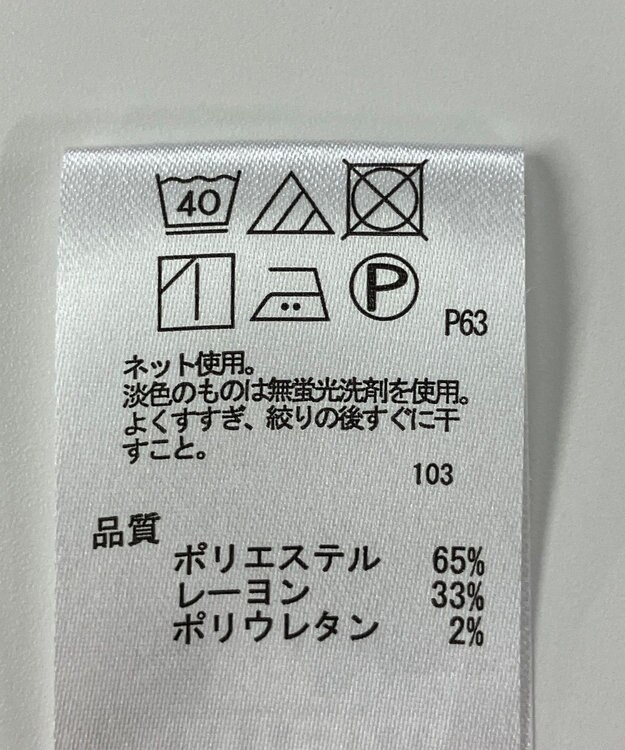 40
P
P63
ネット使用。
淡色のものは無蛍光洗剤を使用。
よくすすぎ、絞りの後すぐに干
すこと。
103
品質
ポリエステル 65%
レーヨン 33%
ポリウレタン 2%